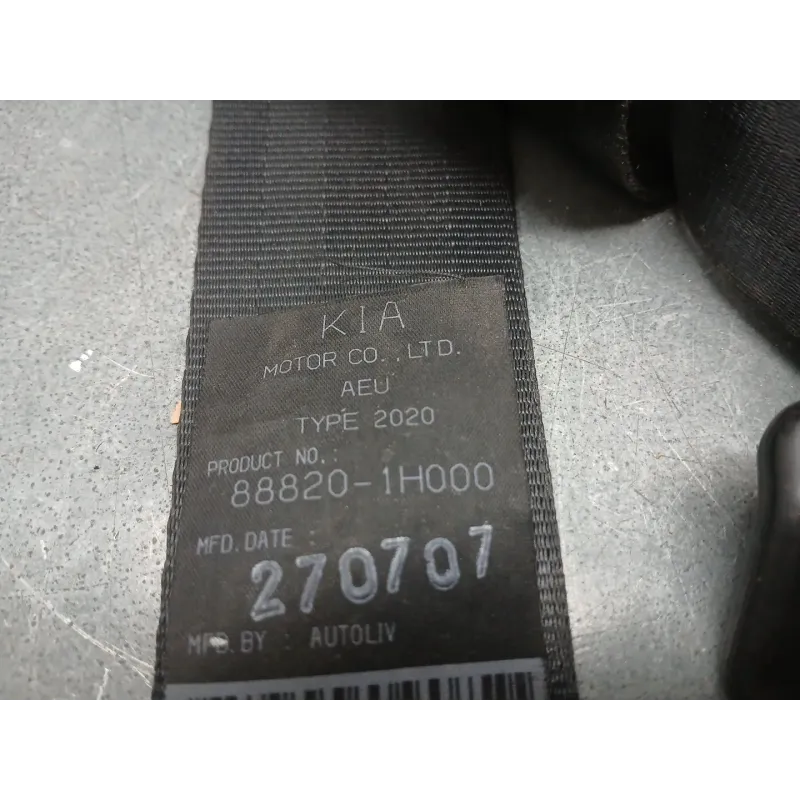 KIA
MOTOR CO.,LTD.
AEU
TYPE 2020
PRODUCT NO.:
88820-1H000
MFD.DATE :
270707
MFD.BY : AUTOLIV